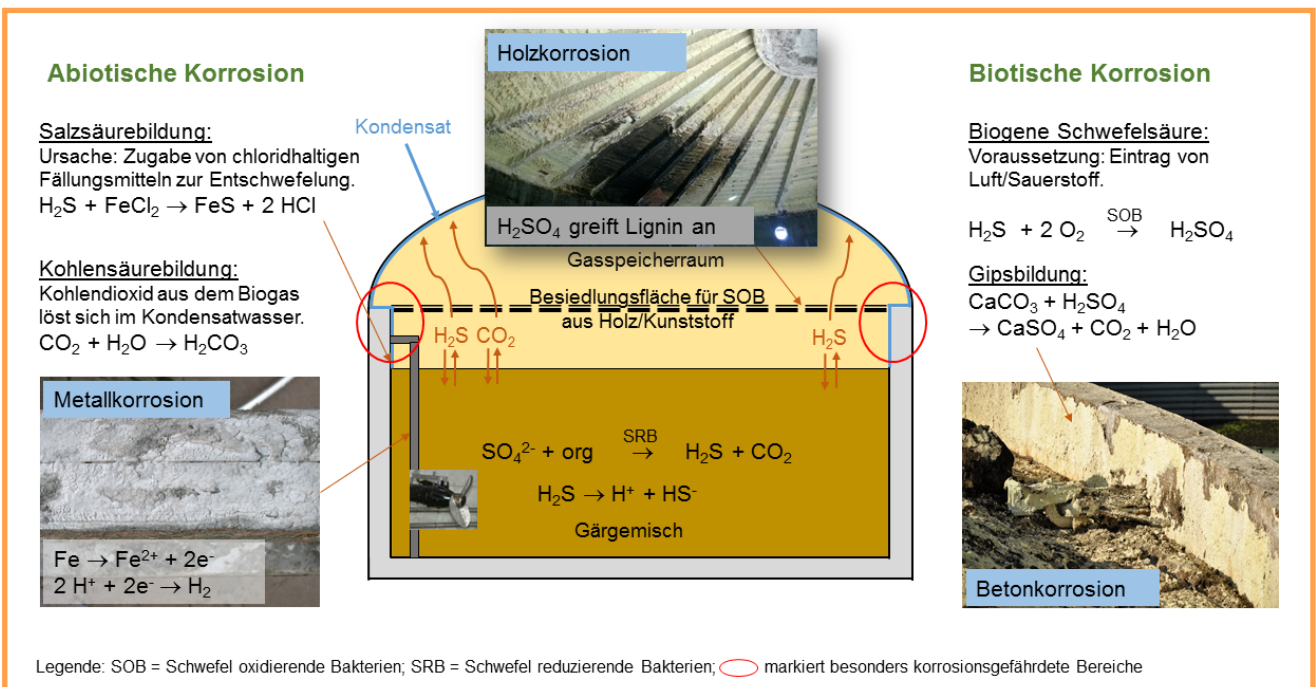 Abiotische Korrosion
Salzsäurebildung:
Ursache: Zugabe von chloridhaltigen
Fällungsmitteln zur Entschwefelung.
H₂S + FeCl₂ → FeS + 2 HCl
Kohlensäurebildung:
Kohlendioxid aus dem Biogas
löst sich im Kondensatwasser.
CO₂ + H₂O → H₂CO₃
Metallkorrosion
Fe → Fe²⁺ + 2e⁻
2 H⁺ + 2e⁻ → H₂
Kondensat
Holzkorrosion
H₂SO₄ greift Lignin an
Gasspeicherraum
Besiedlungsfläche für SOB
aus Holz/Kunststoff
H₂S CO₂
H₂S
SRB
SO₄²⁻ + org → H₂S + CO₂
H₂S → H⁺ + HS⁻
Gärgemisch
Biotische Korrosion
Biogene Schwefelsäure:
Voraussetzung: Eintrag von
Luft/Sauerstoff.
SOB
H₂S + 2 O₂ → H₂SO₄
Gipsbildung:
CaCO₃ + H₂SO₄
→ CaSO₄ + CO₂ + H₂O
Betonkorrosion
Legende: SOB = Schwefel oxidierende Bakterien; SRB = Schwefel reduzierende Bakterien; markiert besonders korrosionsgefährdete Bereiche